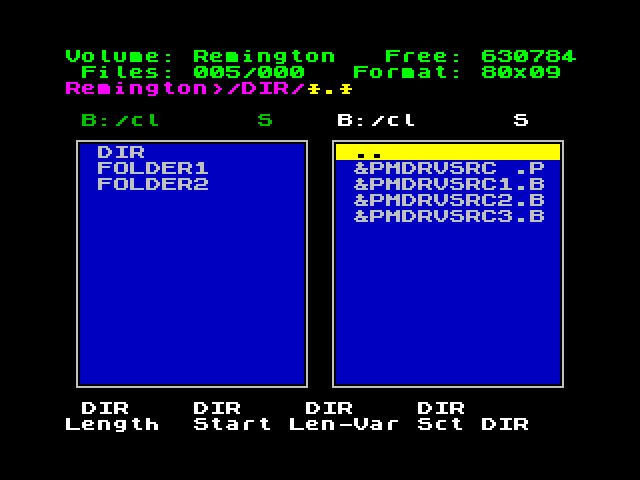 Volume: Remington   Free: 630784
Files: 005/000   Format: 80x09
Remington>/DIR/*.*
B:/cl      S    B:/cl      S
DIR
FOLDER1
FOLDER2
..
&PMDRVSRC .P
&PMDRVSRC1.B
&PMDRVSRC2.B
&PMDRVSRC3.B
DIR    DIR    DIR    DIR
Length  Start Len-Var Sct DIR